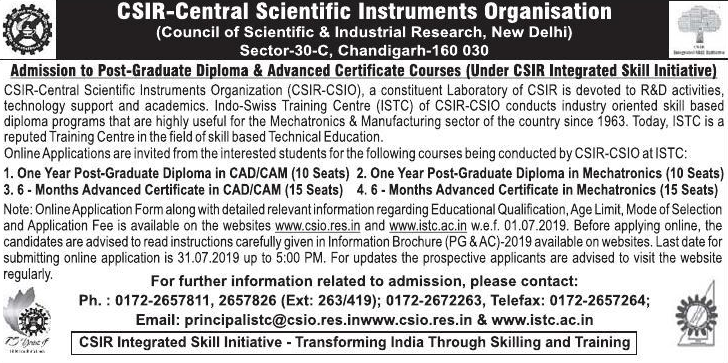 CSIR-Central Scientific Instruments Organisation
(Council of Scientific & Industrial Research, New Delhi)
Sector-30-C, Chandigarh-160 030
Admission to Post-Graduate Diploma & Advanced Certificate Courses (Under CSIR Integrated Skill Initiative)
CSIR-Central Scientific Instruments Organization (CSIR-CSIO), a constituent Laboratory of CSIR is devoted to R&D activities,
technology support and academics. Indo-Swiss Training Centre (ISTC) of CSIR-CSIO conducts industry oriented skill based
diploma programs that are highly useful for the Mechatronics & Manufacturing sector of the country since 1963. Today, ISTC is a
reputed Training Centre in the field of skill based Technical Education.
Online Applications are invited from the interested students for the following courses being conducted by CSIR-CSIO at ISTC:
1. One Year Post-Graduate Diploma in CAD/CAM (10 Seats) 2. One Year Post-Graduate Diploma in Mechatronics (10 Seats)
3. 6 - Months Advanced Certificate in CAD/CAM (15 Seats) 4. 6 - Months Advanced Certificate in Mechatronics (15 Seats)
Note: Online Application Form along with detailed relevant information regarding Educational Qualification, Age Limit, Mode of Selection
and Application Fee is available on the websites www.csio.res.in and www.istc.ac.in w.e.f. 01.07.2019. Before applying online, the
candidates are advised to read instructions carefully given in Information Brochure (PG & AC)-2019 available on websites. Last date for
submitting online application is 31.07.2019 up to 5:00 PM. For updates the prospective applicants are advised to visit the website
regularly.
For further information related to admission, please contact:
Ph. : 0172-2657811, 2657826 (Ext: 263/419); 0172-2672263, Telefax: 0172-2657264;
Email: principalistc@csio.res.inwww.csio.res.in & www.istc.ac.in
CSIR Integrated Skill Initiative - Transforming India Through Skilling and Training